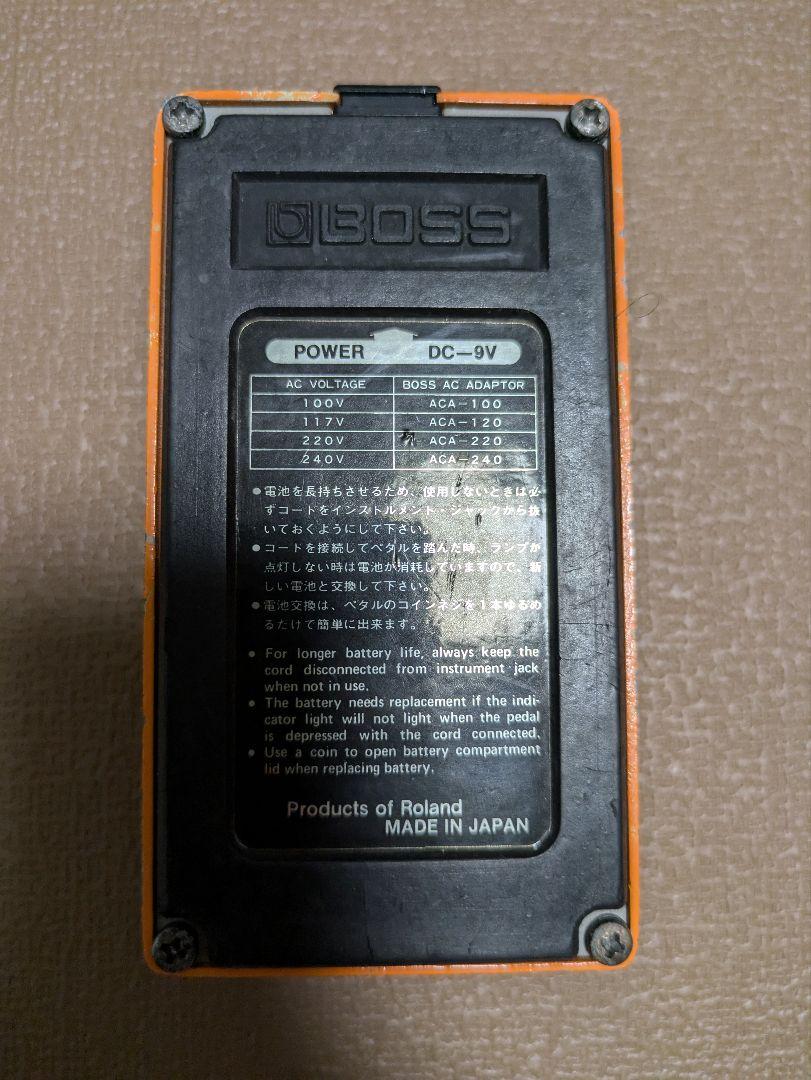 BOSS
POWER DC-9V
AC VOLTAGE BOSS AC ADAPTOR
100V ACA-100
117V ACA-120
220V ACA-220
240V ACA-240
●電池を長持ちさせるため、使用しないときは必
ずコードをインストルメント・ジャックから抜
いておくようにして下さい。
●コードを接続してペタルを踏んだ時、ランプが
点灯しない時は電池が消耗していますので、新
しい電池と交換して下さい。
●電池交換は、ペタルのコインネジを1本ゆるめ
るだけで簡単に出来ます。
● For longer battery life, always keep the
cord disconnected from instrument jack
when not in use.
● The battery needs replacement if the indi-
cator light will not light when the pedal
is depressed with the cord connected.
● Use a coin to open battery compartment
lid when replacing battery.
Products of Roland
MADE IN JAPAN